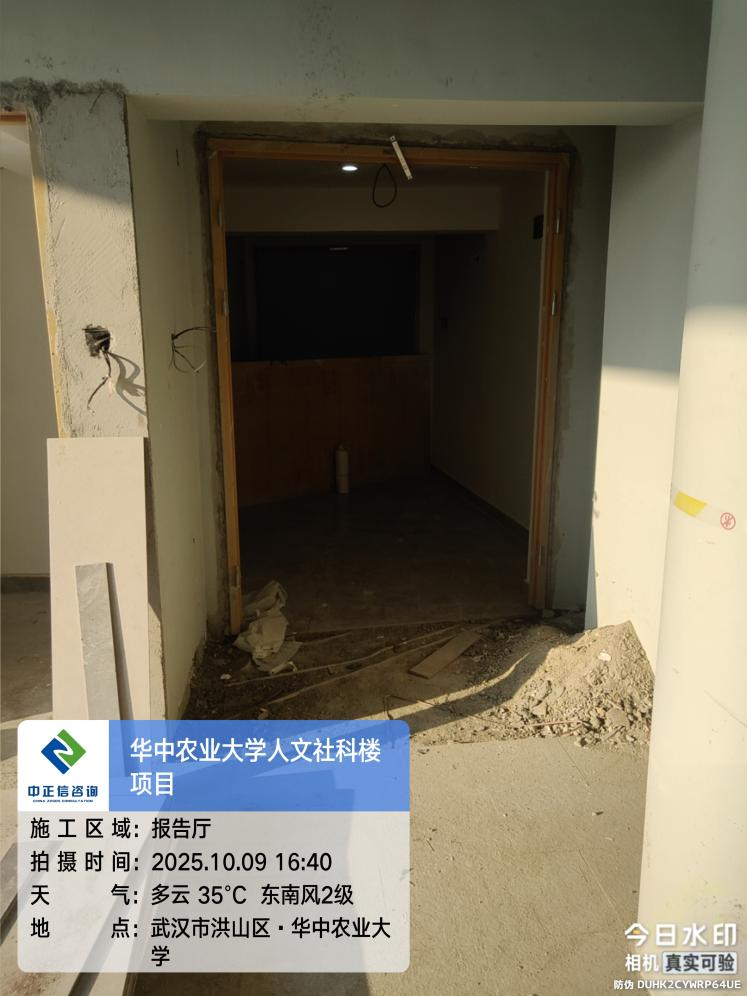 华中农业大学人文社科楼
项目
中正信咨询
CHINA ZHXIN CONSULTATION
施工区域：报告厅
拍摄时间：2025.10.09 16:40
天气：多云 35℃ 东南风2级
地点：武汉市洪山区·华中农业大
学
今日水印
相机 真实可验
防伪 DUHK2CYWRP64UE